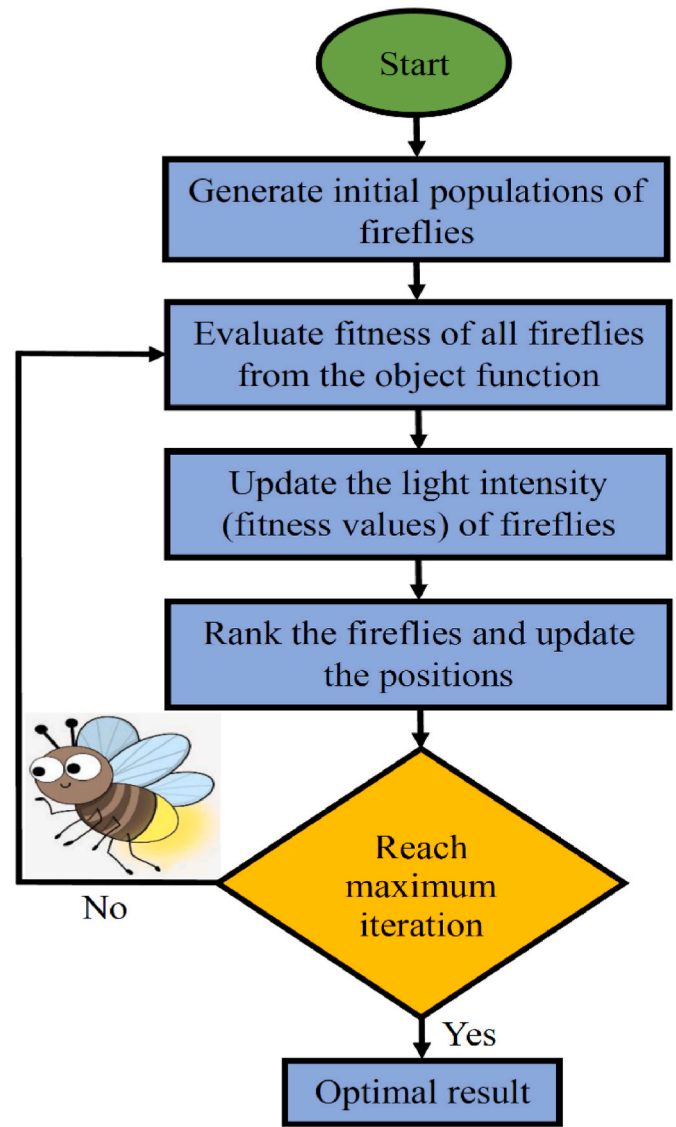 Start
Generate initial populations of
fireflies
Evaluate fitness of all fireflies
from the object function
Update the light intensity
(fitness values) of fireflies
Rank the fireflies and update
the positions
Reach
maximum
iteration
No
Yes
Optimal result